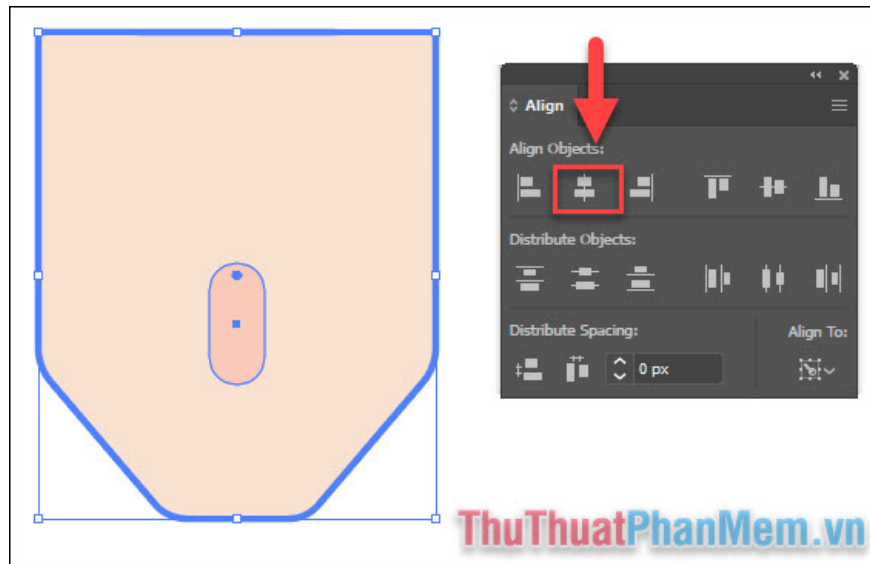 Align
Align Objects:
Distribute Objects:
Distribute Spacing:
Align To:
0 px
ThuThuatPhanMem.vn